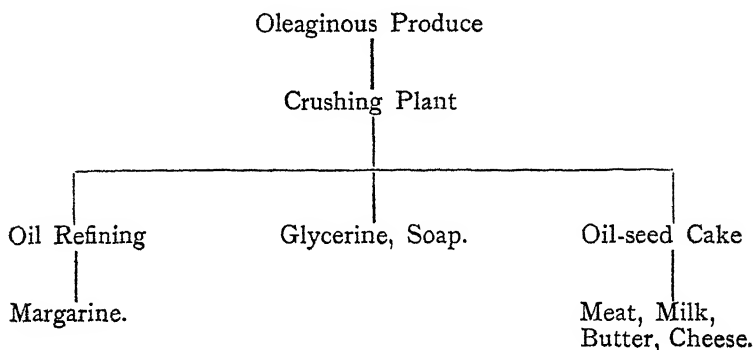 Oleaginous Produce
Crushing Plant
Oil Refining
Glycerine, Soap.
Oil-seed Cake
Margarine.
Meat, Milk,
Butter, Cheese.